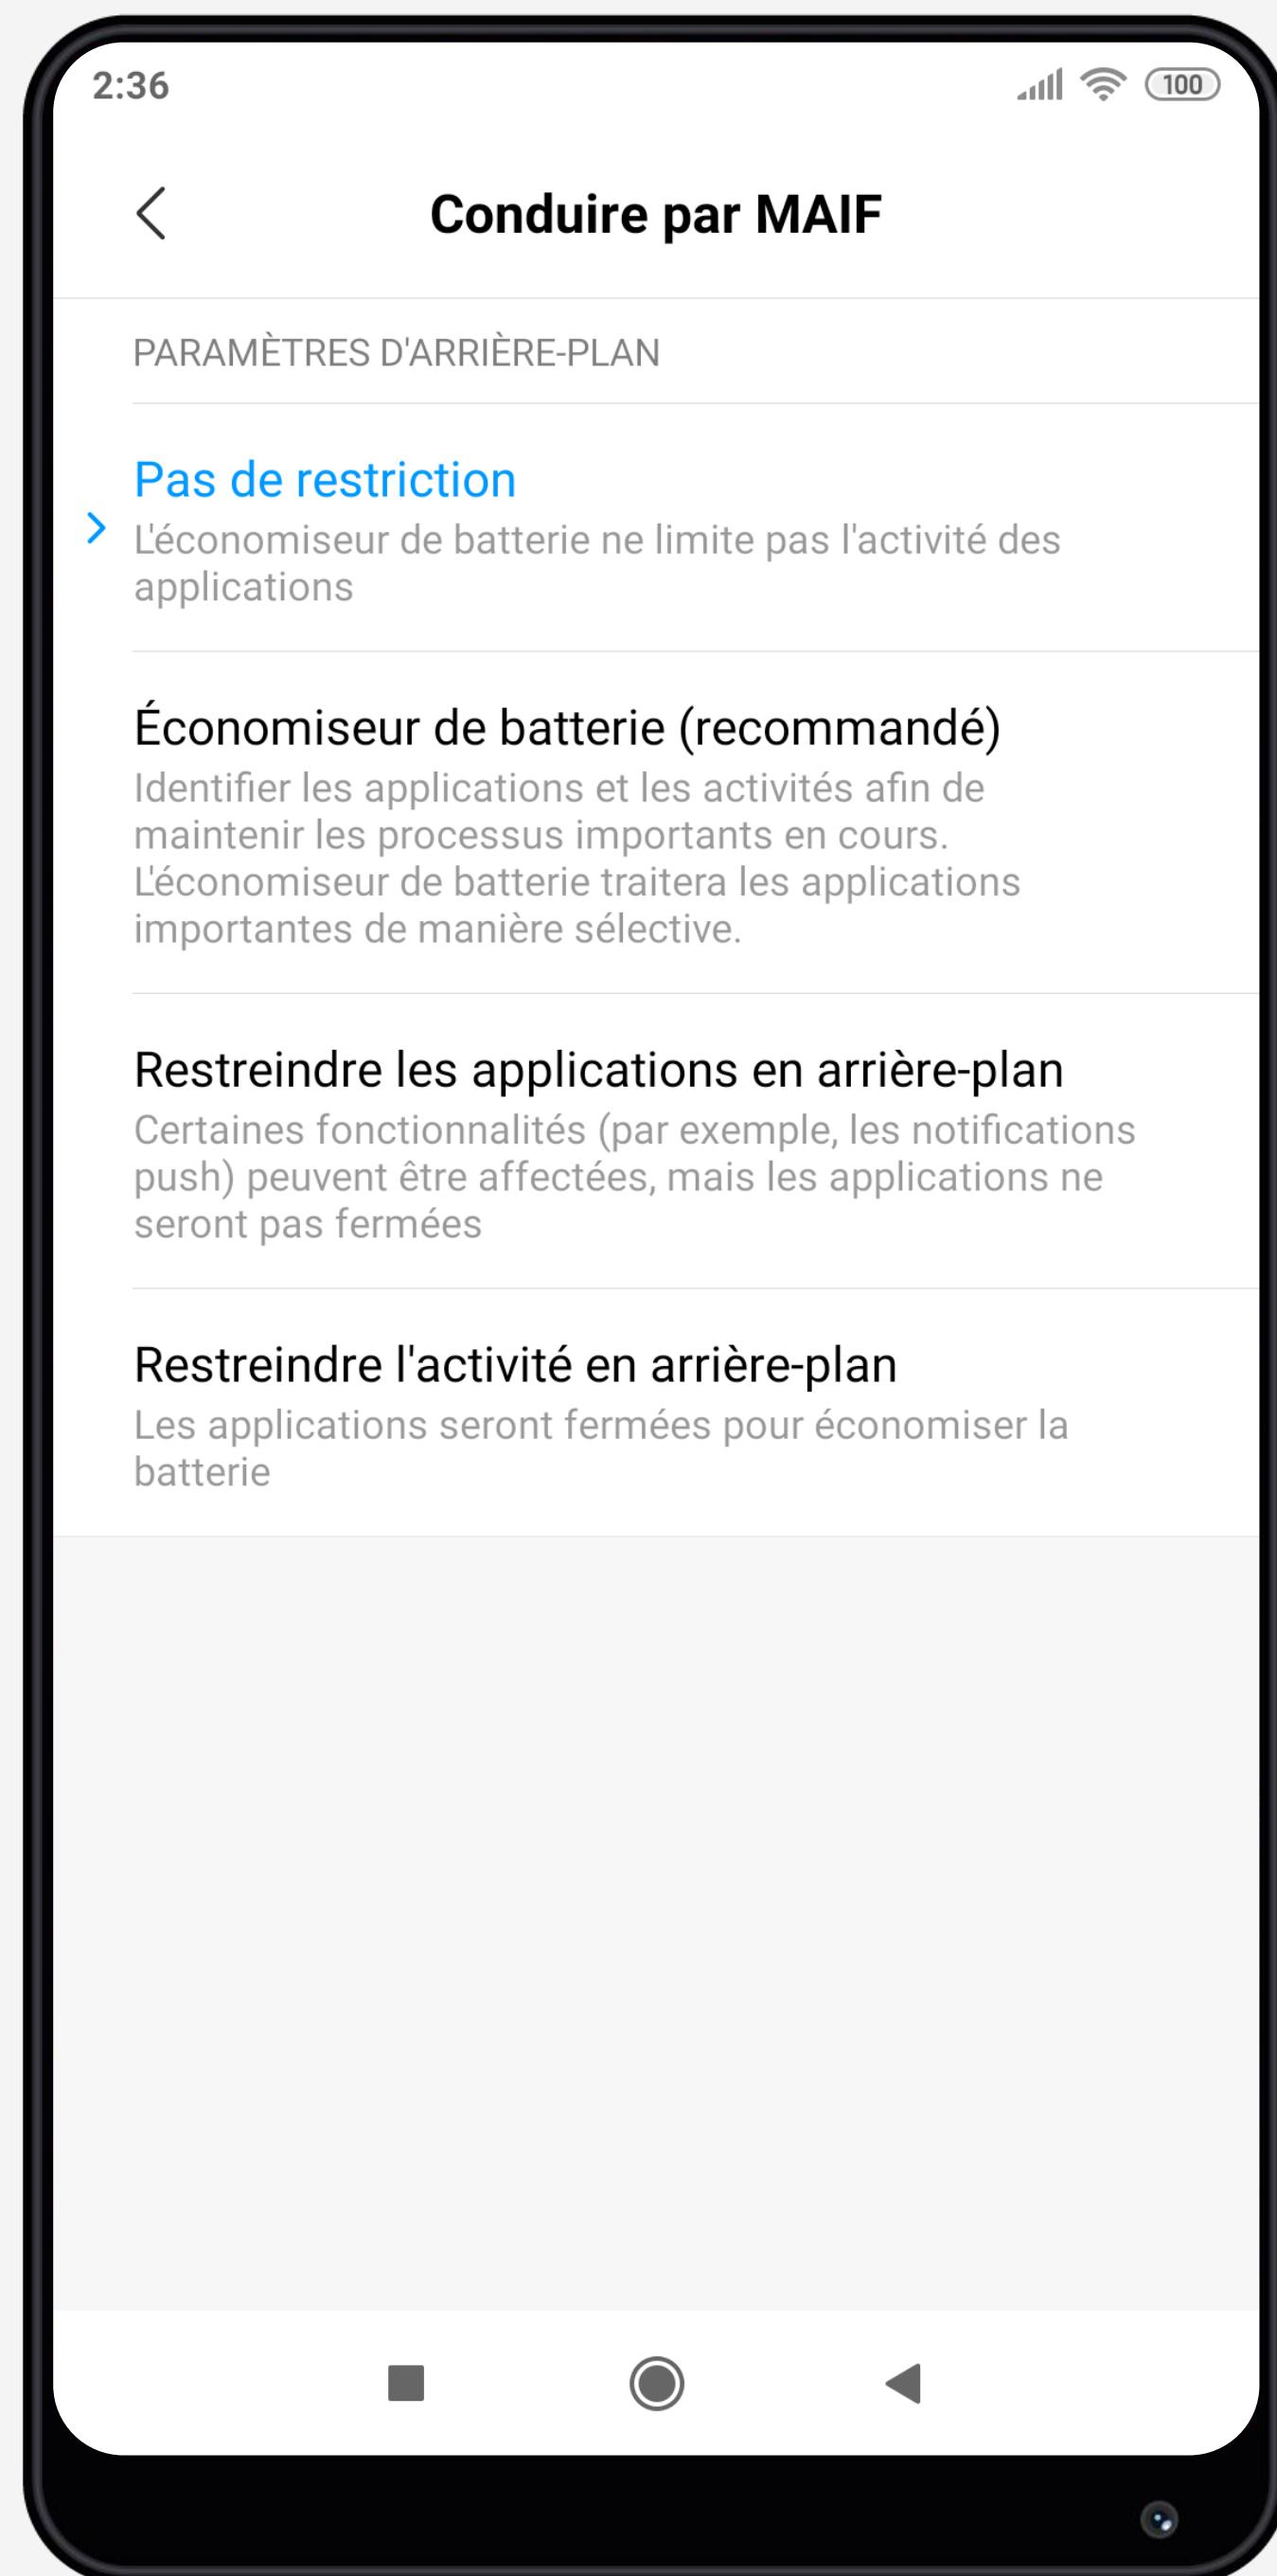 2:36
100
Conduire par MAIF
PARAMÈTRES D'ARRIÈRE-PLAN
Pas de restriction
L'économiseur de batterie ne limite pas l'activité des
applications
Économiseur de batterie (recommandé)
Identifier les applications et les activités afin de
maintenir les processus importants en cours.
L'économiseur de batterie traitera les applications
importantes de manière sélective.
Restreindre les applications en arrière-plan
Certaines fonctionnalités (par exemple, les notifications
push) peuvent être affectées, mais les applications ne
seront pas fermées
Restreindre l'activité en arrière-plan
Les applications seront fermées pour économiser la
batterie